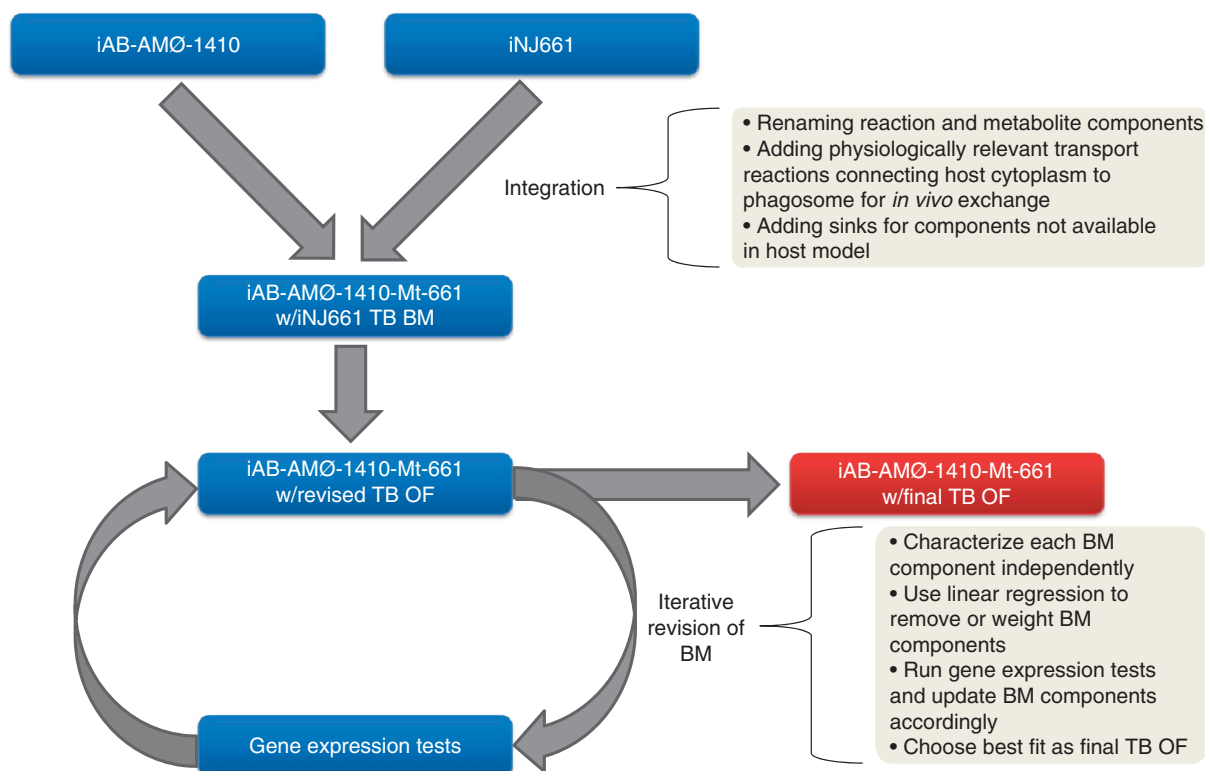 iAB-AMØ-1410
iNJ661
Integration
• Renaming reaction and metabolite components
• Adding physiologically relevant transport
reactions connecting host cytoplasm to
phagosome for in vivo exchange
• Adding sinks for components not available
in host model
iAB-AMØ-1410-Mt-661
w/iNJ661 TB BM
iAB-AMØ-1410-Mt-661
w/revised TB OF
iAB-AMØ-1410-Mt-661
w/final TB OF
Iterative
revision of
BM
• Characterize each BM
component independently
• Use linear regression to
remove or weight BM
components
• Run gene expression tests
and update BM components
accordingly
• Choose best fit as final TB OF
Gene expression tests